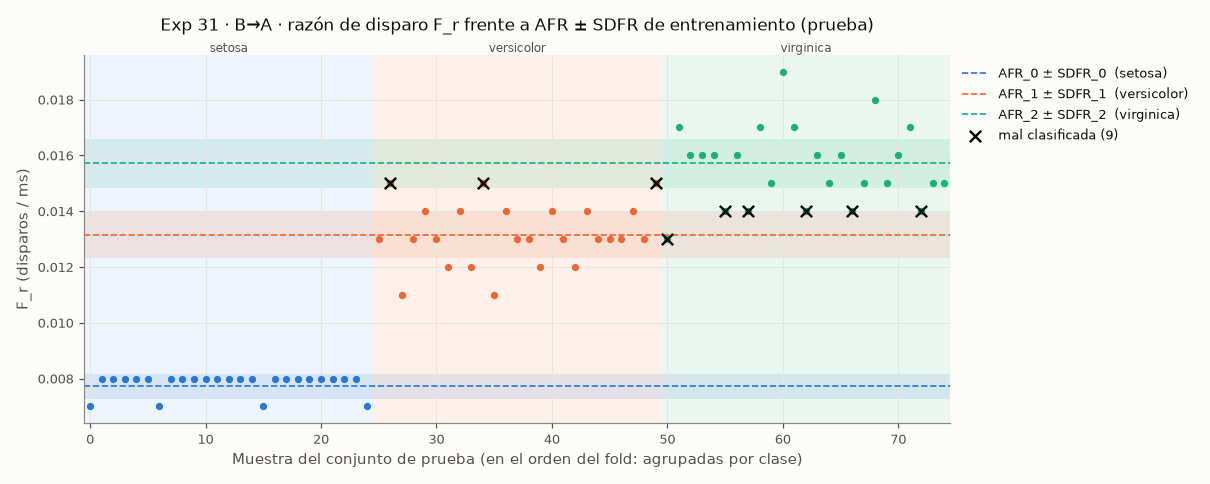 Exp 31 · B→A · razón de disparo F_r frente a AFR ± SDFR de entrenamiento (prueba)
setosa
versicolor
virginica
AFR_0 ± SDFR_0 (setosa)
AFR_1 ± SDFR_1 (versicolor)
AFR_2 ± SDFR_2 (virginica)
mal clasificada (9)
F_r (disparos / ms)
0.018
0.016
0.014
0.012
0.010
0.008
0 10 20 30 40 50 60 70
Muestra del conjunto de prueba (en el orden del fold: agrupadas por clase)